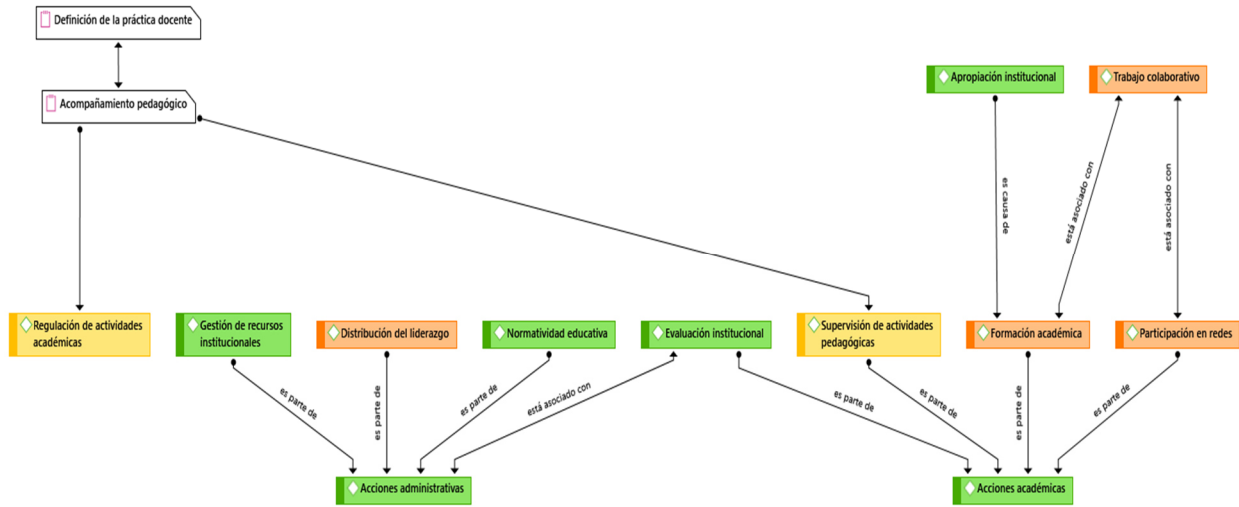 Definición de la práctica docente
Acompañamiento pedagógico
Apropiación institucional
Trabajo colaborativo
es causa de
está asociado con
está asociado con
Regulación de actividades
académicas
Gestión de recursos
institucionales
Distribución del liderazgo
Normatividad educativa
Evaluación institucional
Supervisión de actividades
pedagógicas
Formación académica
Participación en redes
es parte de
es parte de
es parte de
está asociado con
es parte de
es parte de
es parte de
es parte de
Acciones administrativas
Acciones académicas